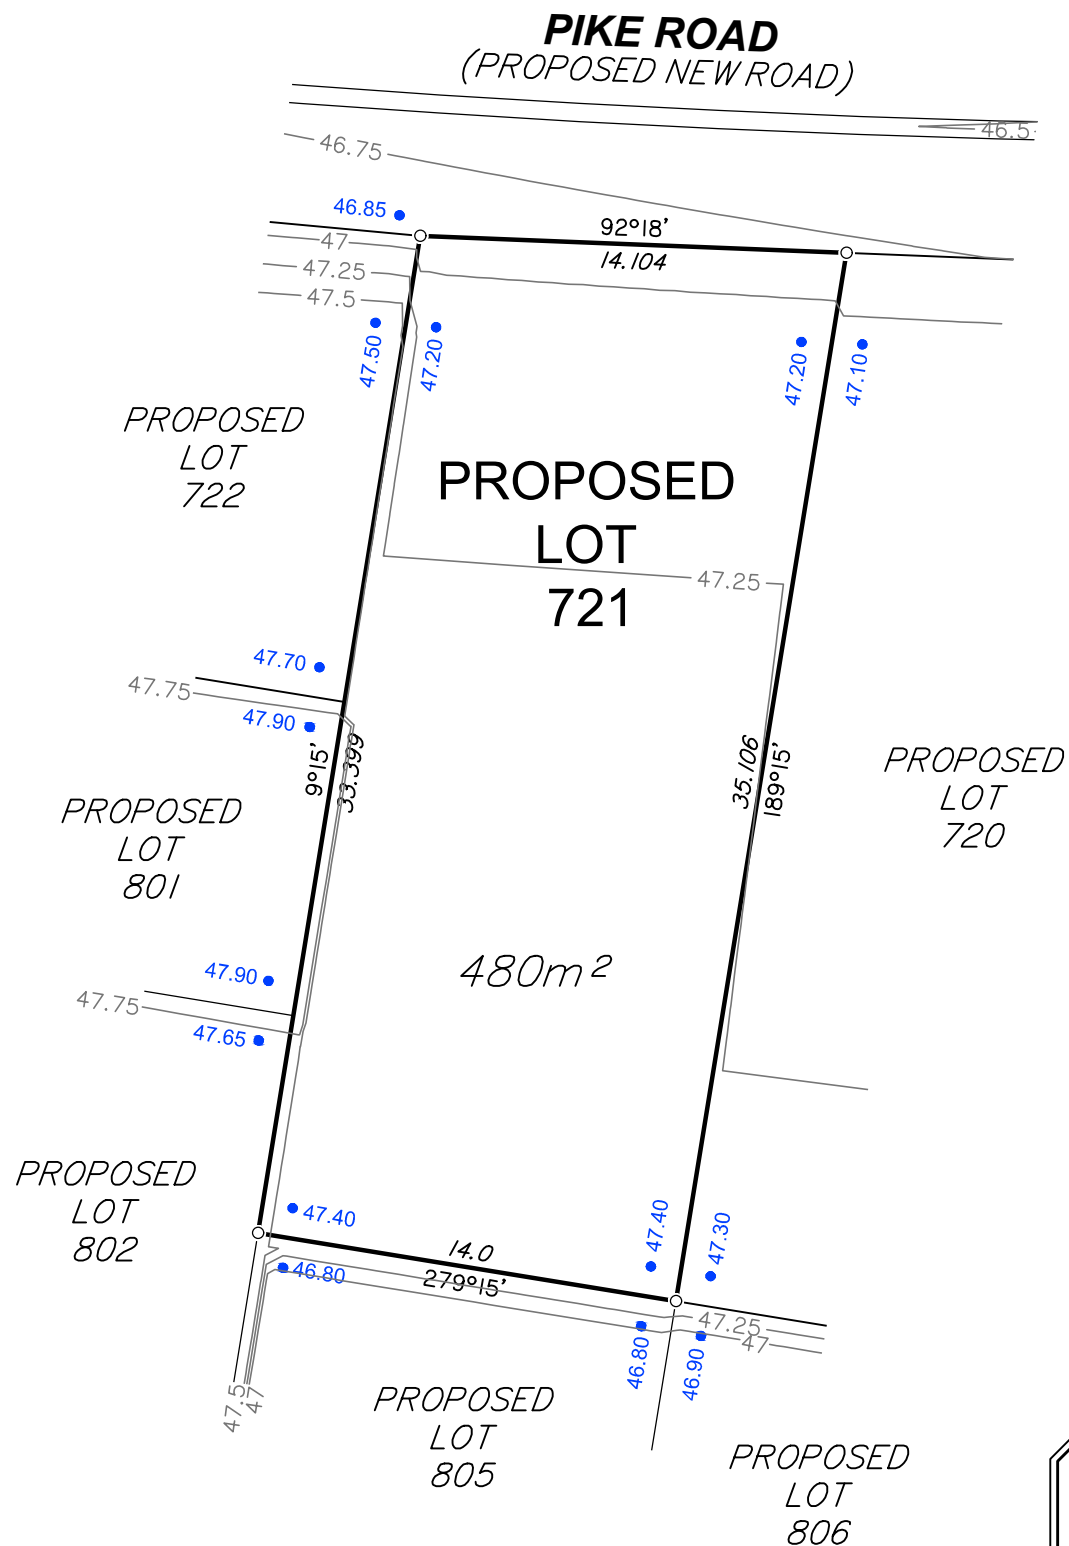 PIKE ROAD
(PROPOSED NEW ROAD)
46.5
46.75
46.85
92°18'
14.104
47
47.25
47.5
47.50
47.20
47.20
47.10
PROPOSED
LOT
722
PROPOSED
LOT
721
47.25
47.70
47.75
47.90
9°15'
33.399
35.106
189°15'
PROPOSED
LOT
720
PROPOSED
LOT
801
480m²
47.90
47.75
47.65
PROPOSED
LOT
802
47.40
47.40
47.30
14.0
279°15'
46.80
47.25
47
46.80
46.90
47.5
47
PROPOSED
LOT
805
PROPOSED
LOT
806